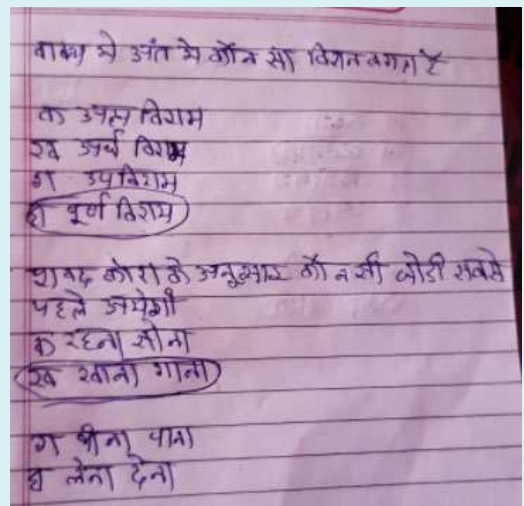 वाक्य मे अंत मे कौन सा विराम लगता है
क अल्प विराम
ख अर्ध विराम
ग उपविराम
घ पूर्ण विराम
शब्द कोश के अनुसार कौन सी जोडी सबसे
पहले आयेगी
क रहना सोना
ख खाना गाना
ग पीना पाना
घ लेना देना